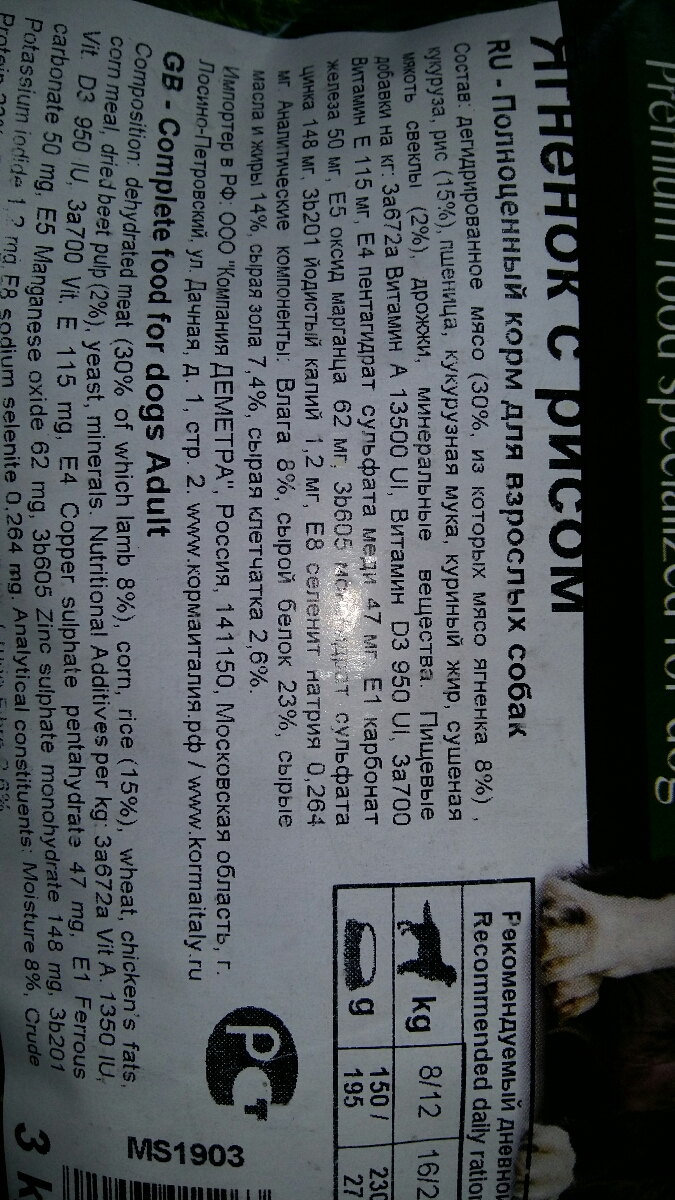 Premium food specialized for dog
ЯГНЕНОК С РИСОМ
RU - Полноценный корм для взрослых собак
Состав: дегидрированное мясо (30%, из которых мясо ягненка 8%) ,
кукуруза, рис (15%), пшеница, кукурузная мука, куриный жир, сушеная
мякоть свеклы (2%), дрожжи, минеральные вещества. Пищевые
добавки на кг: 3а672а Витамин А 13500 UI, Витамин D3 950 UI, 3а700
Витамин Е 115 мг, Е4 пентагидрат сульфата меди 47 мг, Е1 карбонат
железа 50 мг, Е5 оксид марганца 62 мг, 3b605 сульфата
цинка 148 мг, 3b201 йодистый калий 1,2 мг, Е8 селенит натрия 0,264
мг. Аналитические компоненты: Влага 8%, сырой белок 23%, сырые
масла и жиры 14%, сырая зола 7,4%, сырая клетчатка 2,6%.
Импортер в РФ: ООО "Компания ДЕМЕТРА", Россия, 141150, Московская область, г.
Лосино-Петровский, ул. Дачная, д. 1, стр. 2. www.кормаиталия.рф / www.kormaitaly.ru
GB - Complete food for dogs Adult
Composition: dehydrated meat (30% of which lamb 8%), corn, rice (15%), wheat, chicken's fats,
corn meal, dried beet pulp (2%), yeast, minerals. Nutritional Additives per kg: 3a672a Vit A. 1350 IU,
Vit. D3 950 IU, 3a700 Vit, E 115 mg, E4 Copper sulphate pentahydrate 47 mg, E1 Ferrous
carbonate 50 mg, E5 Manganese oxide 62 mg, 3b605 Zinc sulphate monohydrate 148 mg, 3b201
Potassium iodide 1,2 mg, E8 sodium selenite 0,264 mg. Analytical constituents: Moisture 8%, Crude
Protein
Рекомендуемый
Recommended daily
kg 8/12
g 150 / 195
РСТ
MS1903
3